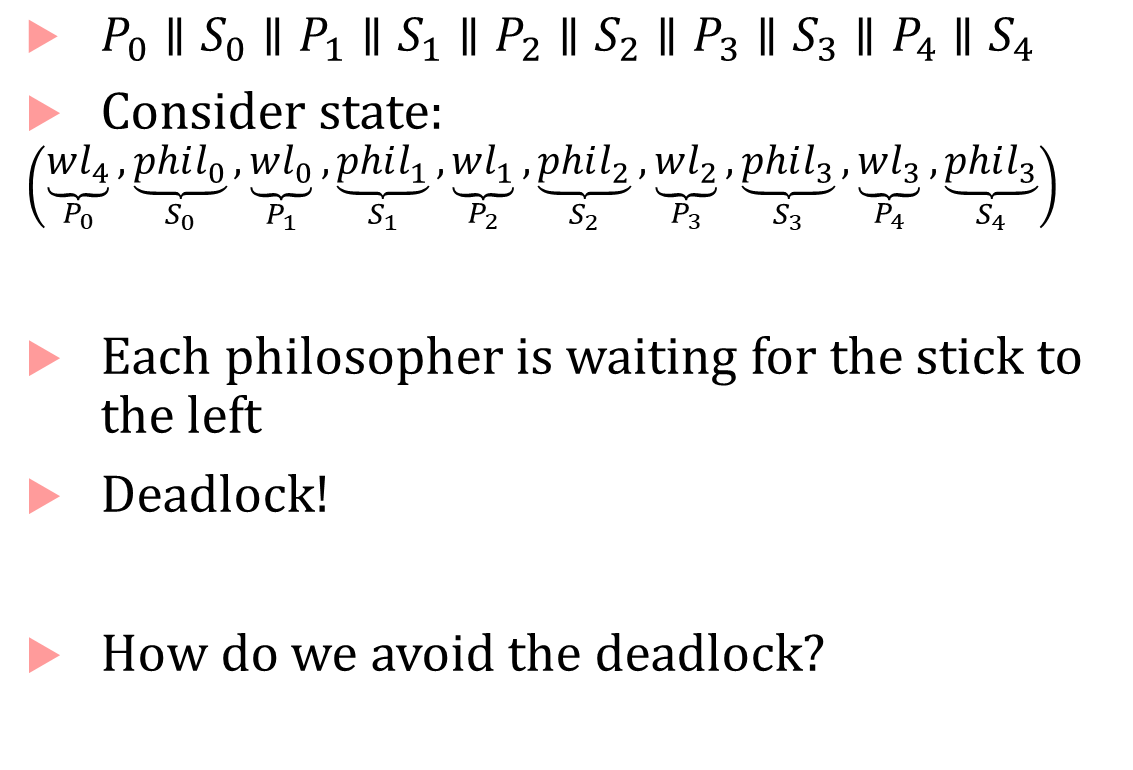 P₀ ∥ S₀ ∥ P₁ ∥ S₁ ∥ P₂ ∥ S₂ ∥ P₃ ∥ S₃ ∥ P₄ ∥ S₄
Consider state:
(wl₄, phil₀, wl₀, phil₁, wl₁, phil₂, wl₂, phil₃, wl₃, phil₃)
P₀ S₀ P₁ S₁ P₂ S₂ P₃ S₃ P₄ S₄
Each philosopher is waiting for the stick to
the left
Deadlock!
How do we avoid the deadlock?